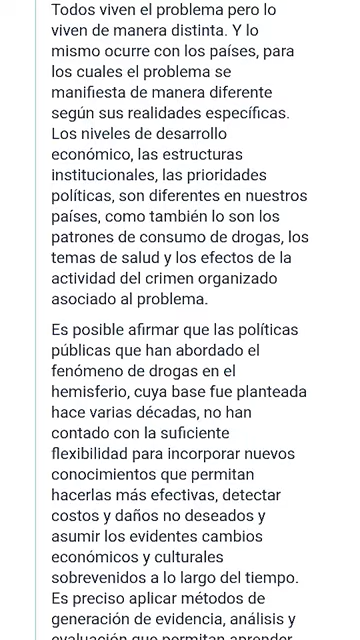 Todos viven el problema pero lo
viven de manera distinta. Y lo
mismo ocurre con los países, para
los cuales el problema se
manifiesta de manera diferente
según sus realidades específicas.
Los niveles de desarrollo
económico, las estructuras
institucionales, las prioridades
políticas, son diferentes en nuestros
países, como también lo son los
patrones de consumo de drogas, los
temas de salud y los efectos de la
actividad del crimen organizado
asociado al problema.
Es posible afirmar que las políticas
públicas que han abordado el
fenómeno de drogas en el
hemisferio, cuya base fue planteada
hace varias décadas, no han
contado con la suficiente
flexibilidad para incorporar nuevos
conocimientos que permitan
hacerlas más efectivas, detectar
costos y daños no deseados y
asumir los evidentes cambios
económicos y culturales
sobrevenidos a lo largo del tiempo.
Es preciso aplicar métodos de
generación de evidencia, análisis y
evaluación que permitan aprender